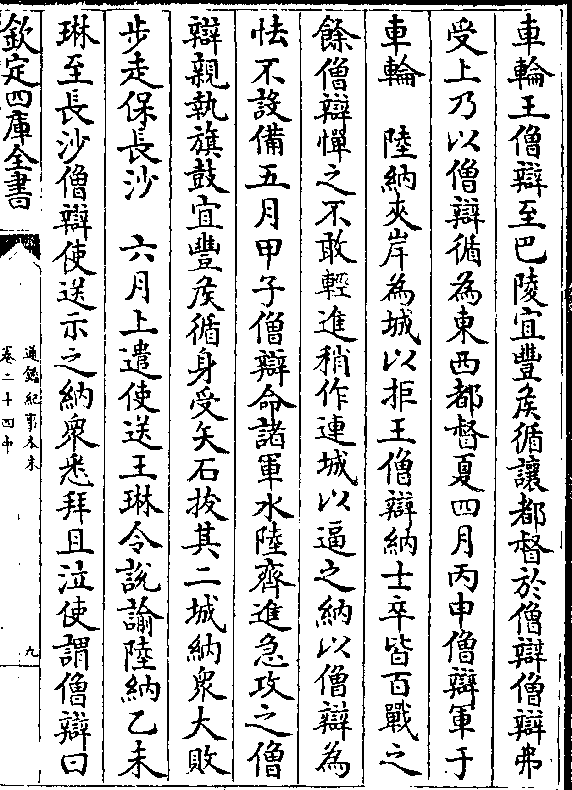 車輪王僧辯至巴陵宜豐侯循讓都督於僧辯僧辯弗
受上乃以僧辯循為東西都督夏四月丙申僧辯軍于
車輪　陸納夾岸為城以拒王僧辯納士卒皆百戰之
餘僧辯憚之不敢輕進稍作連城以逼之納以僧辯為
怯不設備五月甲子僧辯命諸軍水陸齊進急攻之僧
辯親執旗鼓宜豐侯循身受矢石拔其二城納衆大敗
步走保長沙　六月上遣使送王琳令說諭陸納乙未
琳至長沙僧辯使送示之納衆悉拜且泣使謂僧辯曰
欽定四庫全書
通鑑紀事本末
卷二十四中
九